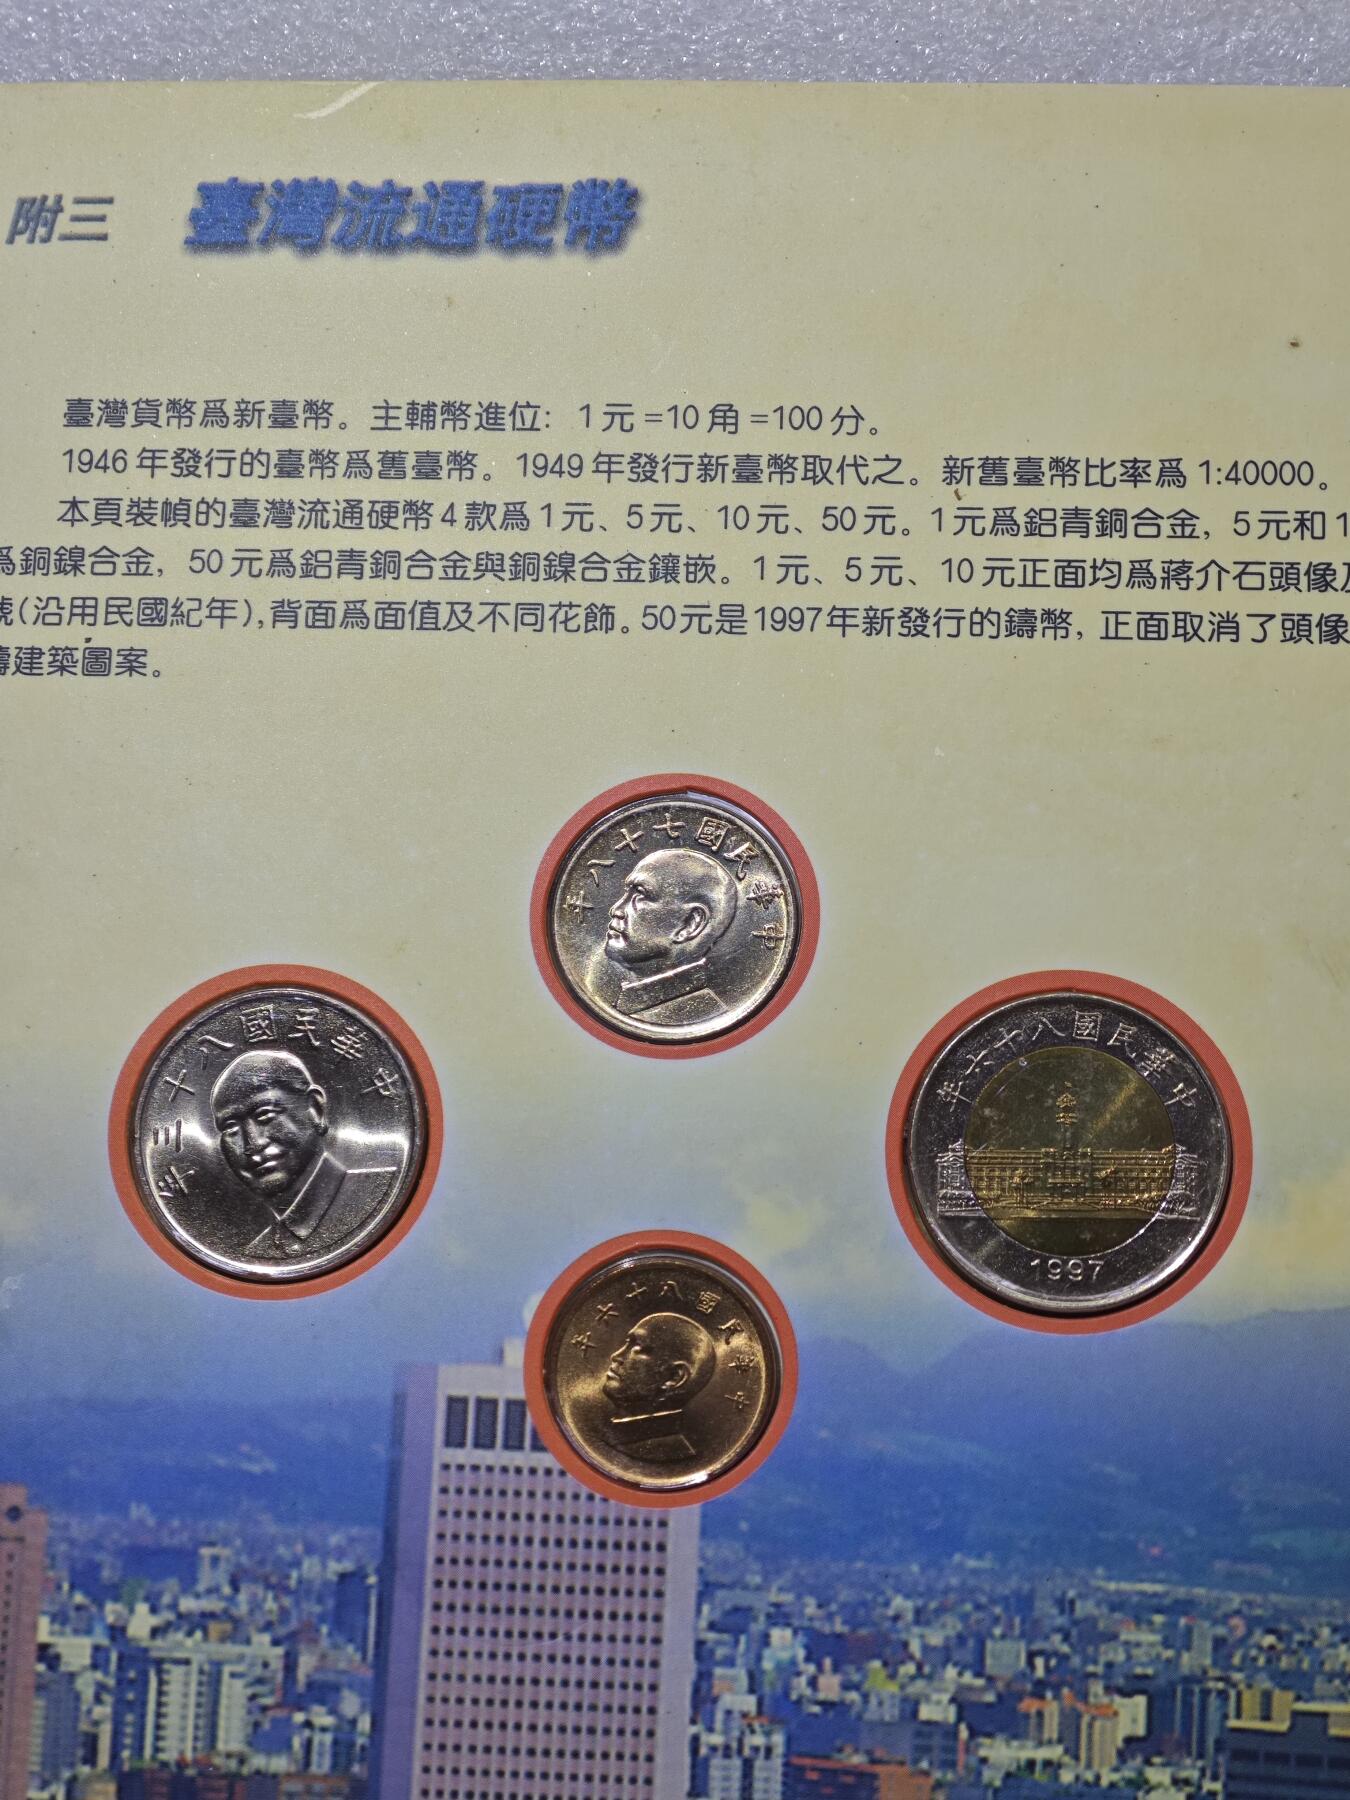 附三 臺灣流通硬幣
臺灣貨幣爲新臺幣。主輔幣進位：1元=10角=100分。
1946年發行的臺幣爲舊臺幣。1949年發行新臺幣取代之。新舊臺幣比率爲1:40000。
本頁裝幀的臺灣流通硬幣4款爲1元、5元、10元、50元。1元爲鋁青銅合金，5元和1
爲銅鎳合金，50元爲鋁青銅合金與銅鎳合金鑲嵌。1元、5元、10元正面均爲蔣介石頭像及
號(沿用民國紀年)，背面爲面值及不同花飾。50元是1997年新發行的鑄幣，正面取消了頭像
建築圖案。
年八十七國民華中
年三十八國民華中
年六十八國民華中
1997
年六十八國民華中